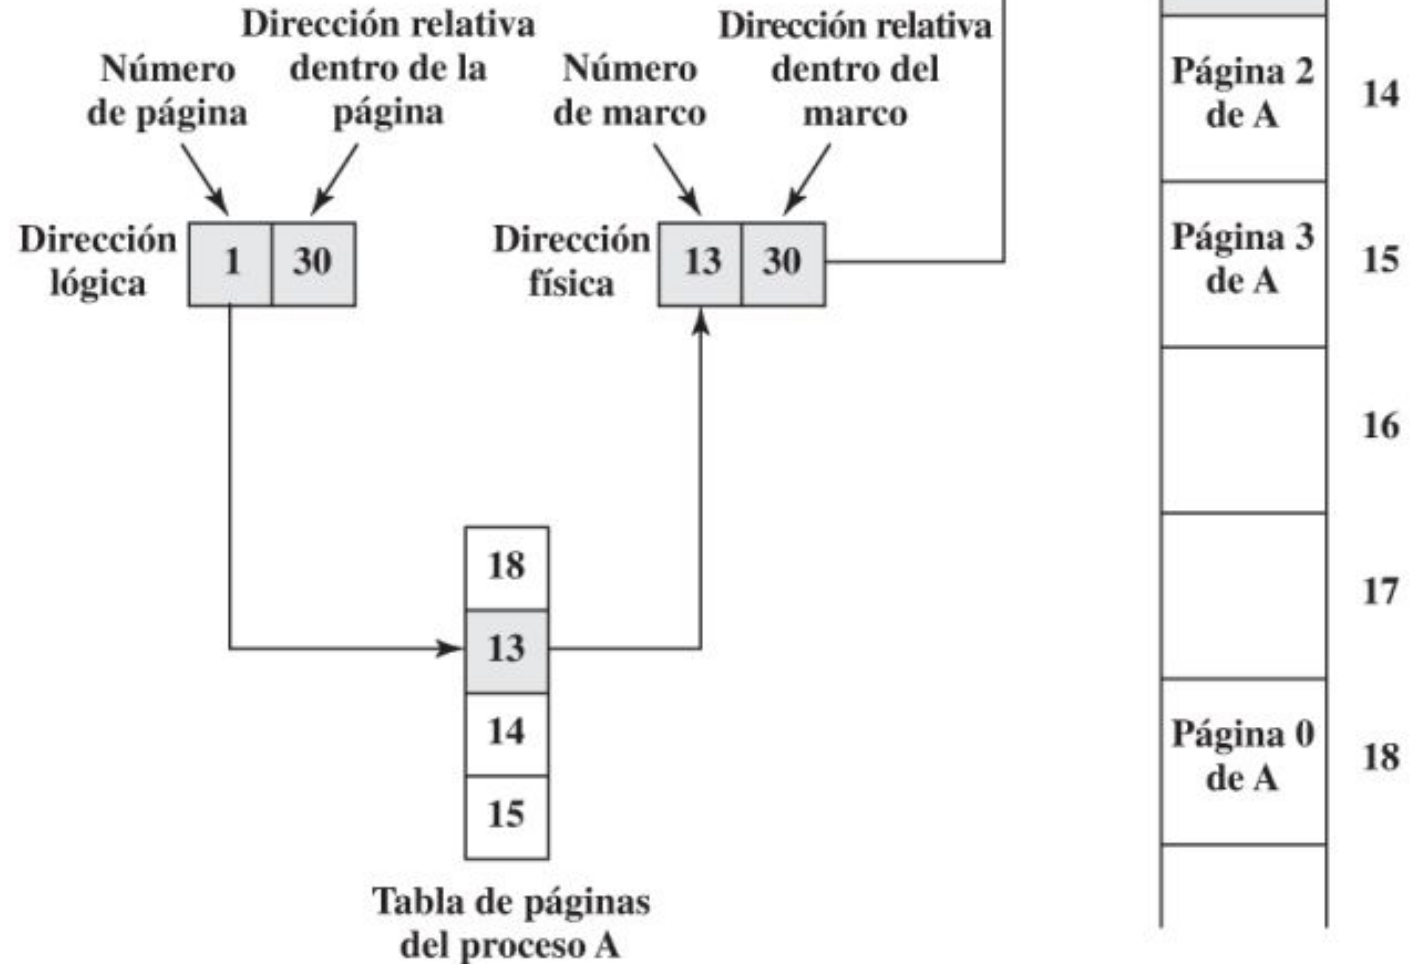 Número
de página
Dirección relativa
dentro de la
página
Número
de marco
Dirección relativa
dentro del
marco
Dirección
lógica
1
30
Dirección
física
13
30
18
13
14
15
Tabla de páginas
del proceso A
Página 2
de A
14
Página 3
de A
15
16
17
Página 0
de A
18